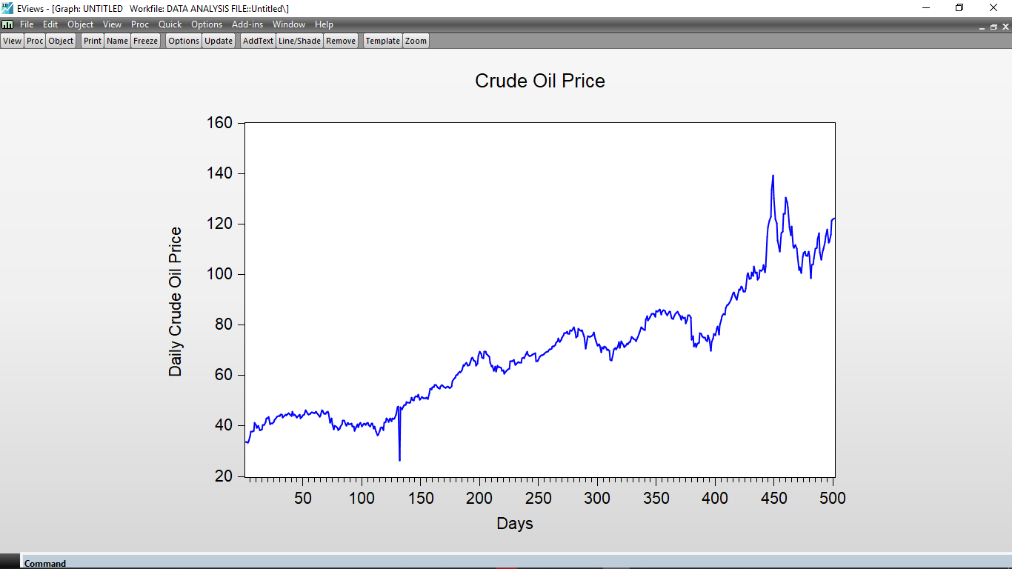 EViews - [Graph: UNTITLED   Workfile: DATA ANALYSIS FILE::Untitled\]
File Edit Object View Proc Quick Options Add-ins Window Help
View Proc Object Print Name Freeze Options Update AddText Line/Shade Remove Template Zoom
Crude Oil Price
160
140
120
100
80
60
40
20
Daily Crude Oil Price
50 100 150 200 250 300 350 400 450 500
Days
Command